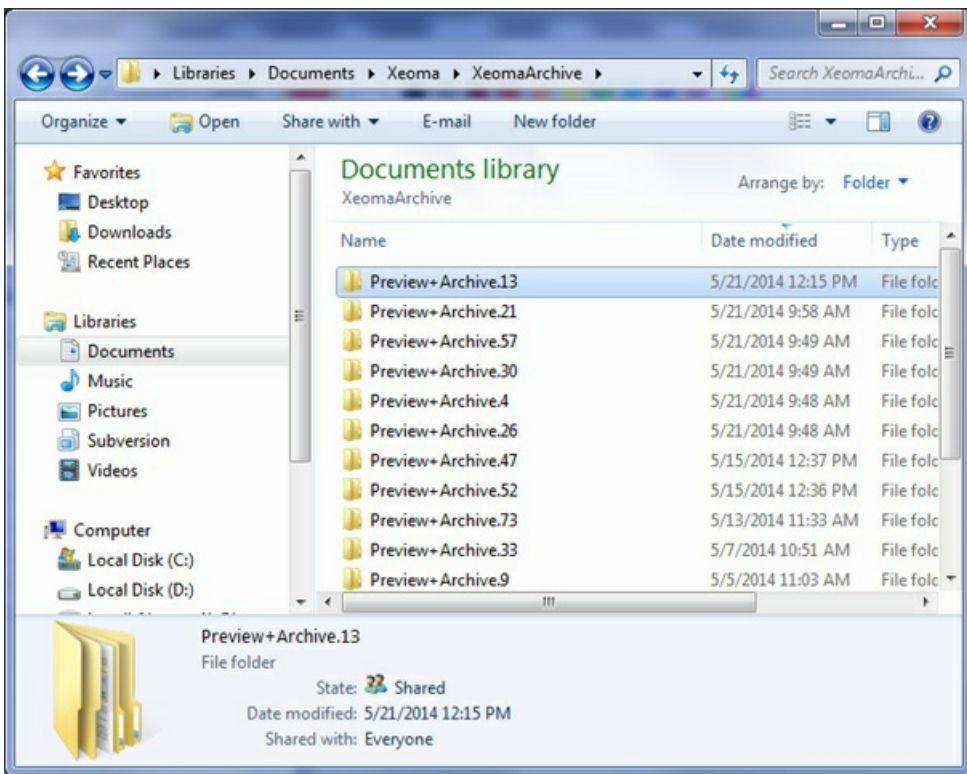 Libraries Documents Xeoma XeomaArchive Search XeomaArchi...
Organize Open Share with E-mail New folder
Favorites
Desktop
Downloads
Recent Places
Libraries
Documents
Music
Pictures
Subversion
Videos
Computer
Local Disk (C:)
Local Disk (D:)
Documents library
XeomaArchive
Arrange by: Folder
Name Date modified Type
Preview+Archive.13 5/21/2014 12:15 PM File folc
Preview+Archive.21 5/21/2014 9:58 AM File folc
Preview+Archive.57 5/21/2014 9:49 AM File folc
Preview+Archive.30 5/21/2014 9:49 AM File folc
Preview+Archive.4 5/21/2014 9:48 AM File folc
Preview+Archive.26 5/21/2014 9:48 AM File folc
Preview+Archive.47 5/15/2014 12:37 PM File folc
Preview+Archive.52 5/15/2014 12:36 PM File folc
Preview+Archive.73 5/13/2014 11:33 AM File folc
Preview+Archive.33 5/7/2014 10:51 AM File folc
Preview+Archive.9 5/5/2014 11:03 AM File folc
Preview+Archive.13
File folder
State: Shared
Date modified: 5/21/2014 12:15 PM
Shared with: Everyone